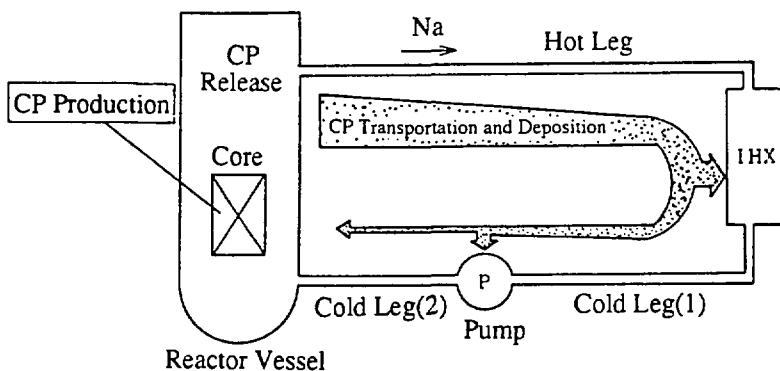 Na
Hot Leg
CP
Release
CP Production
CP Transportation and Deposition
IHX
Core
P
Cold Leg(2)
Cold Leg(1)
Pump
Reactor Vessel